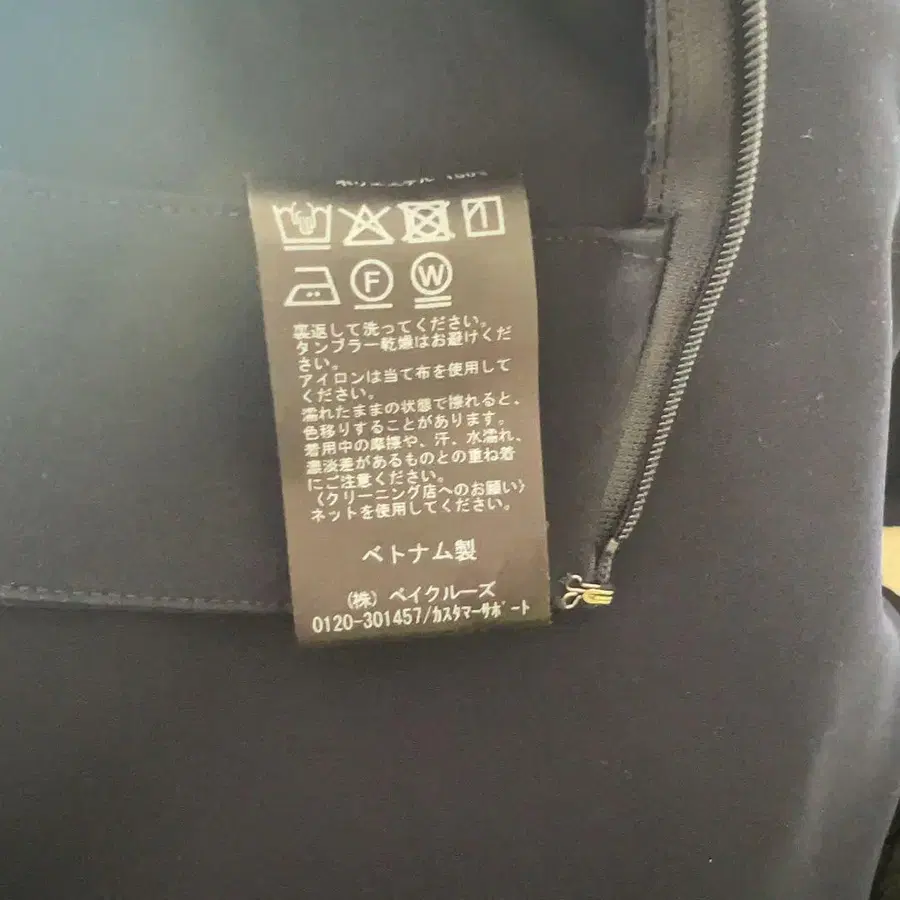 ポリエステル 100%
F W
裏返して洗ってください。
タンブラー乾燥はお避けくだ
さい。
アイロンは当て布を使用して
ください。
濡れたままの状態で擦れると、
色移りすることがあります。
着用中の摩擦や、汗、水濡れ、
濃淡差があるものとの重ね着
にご注意ください。
〈クリーニング店へのお願い〉
ネットを使用してください。
ベトナム製
(株) ベイクルーズ
0120-301457/ｶｽﾀﾏｰｻﾎﾟｰﾄ